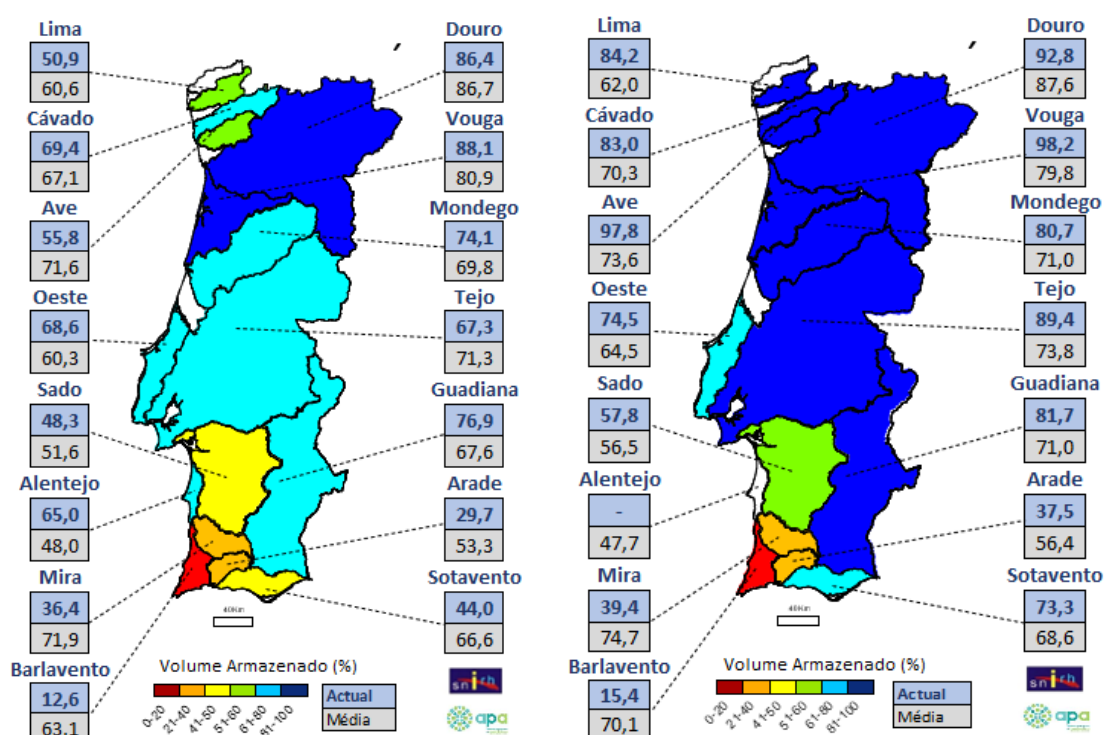 Lima
50,9
60,6
Cávado
69,4
67,1
Ave
55,8
71,6
Oeste
68,6
60,3
Sado
48,3
51,6
Alentejo
65,0
48,0
Mira
36,4
71,9
Barlavento
12,6
63,1
Douro
86,4
86,7
Vouga
88,1
80,9
Mondego
74,1
69,8
Tejo
67,3
71,3
Guadiana
76,9
67,6
Arade
29,7
53,3
Sotavento
44,0
66,6
40Km
Volume Armazenado (%)
0-20 21-40 41-50 51-60 61-80 81-100
Actual
Média
snirh
apa
Lima
84,2
62,0
Cávado
83,0
70,3
Ave
97,8
73,6
Oeste
74,5
64,5
Sado
57,8
56,5
Alentejo
-
47,7
Mira
39,4
74,7
Barlavento
15,4
70,1
Douro
92,8
87,6
Vouga
98,2
79,8
Mondego
80,7
71,0
Tejo
89,4
73,8
Guadiana
81,7
71,0
Arade
37,5
56,4
Sotavento
73,3
68,6
40Km
Volume Armazenado (%)
0-20 21-40 41-50 51-60 61-80 81-100
Actual
Média
snirh
apa